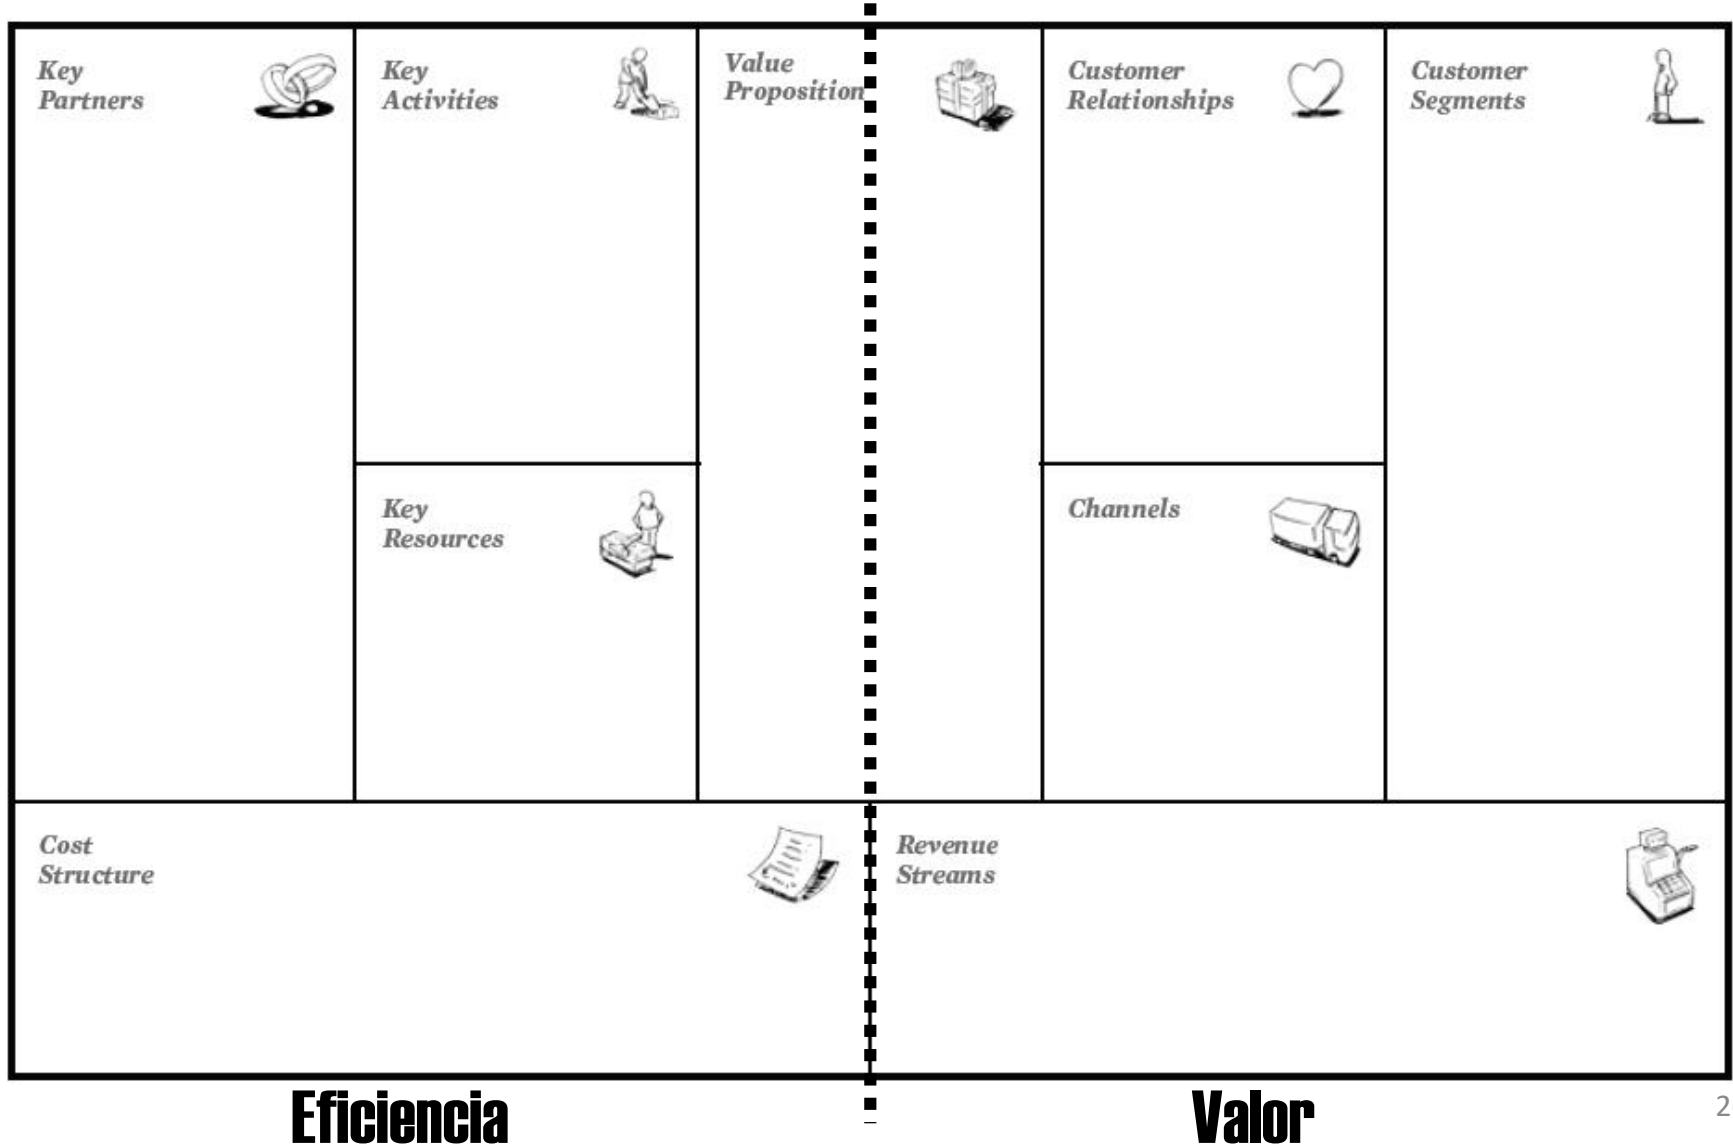 Key
Partners
Key
Activities
Value
Proposition
Customer
Relationships
Customer
Segments
Key
Resources
Channels
Cost
Structure
Revenue
Streams
Eficiencia
Valor
2